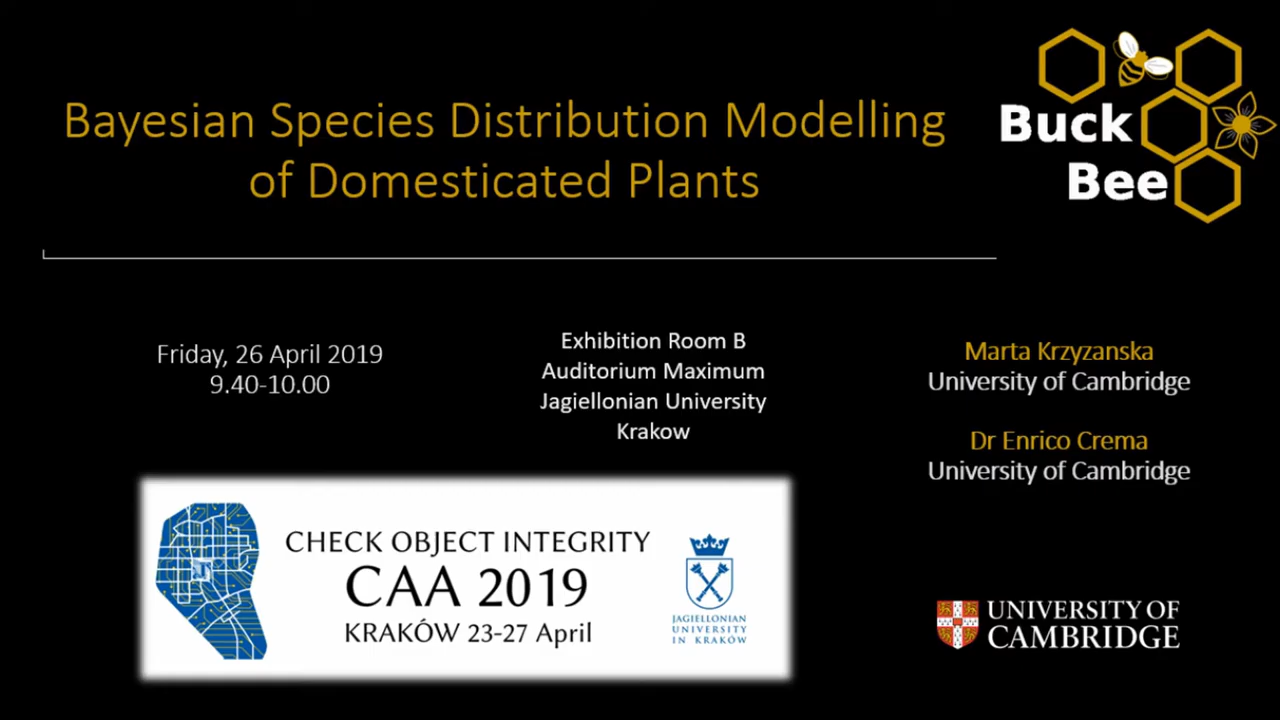 Bayesian Species Distribution Modelling
of Domesticated Plants
Buck
Bee
Friday, 26 April 2019
9.40-10.00
Exhibition Room B
Auditorium Maximum
Jagiellonian University
Krakow
Marta Krzyzanska
University of Cambridge
Dr Enrico Crema
University of Cambridge
CHECK OBJECT INTEGRITY
CAA 2019
KRAKÓW 23-27 April
JAGIELLONIAN
UNIVERSITY
IN KRAKÓW
UNIVERSITY OF
CAMBRIDGE